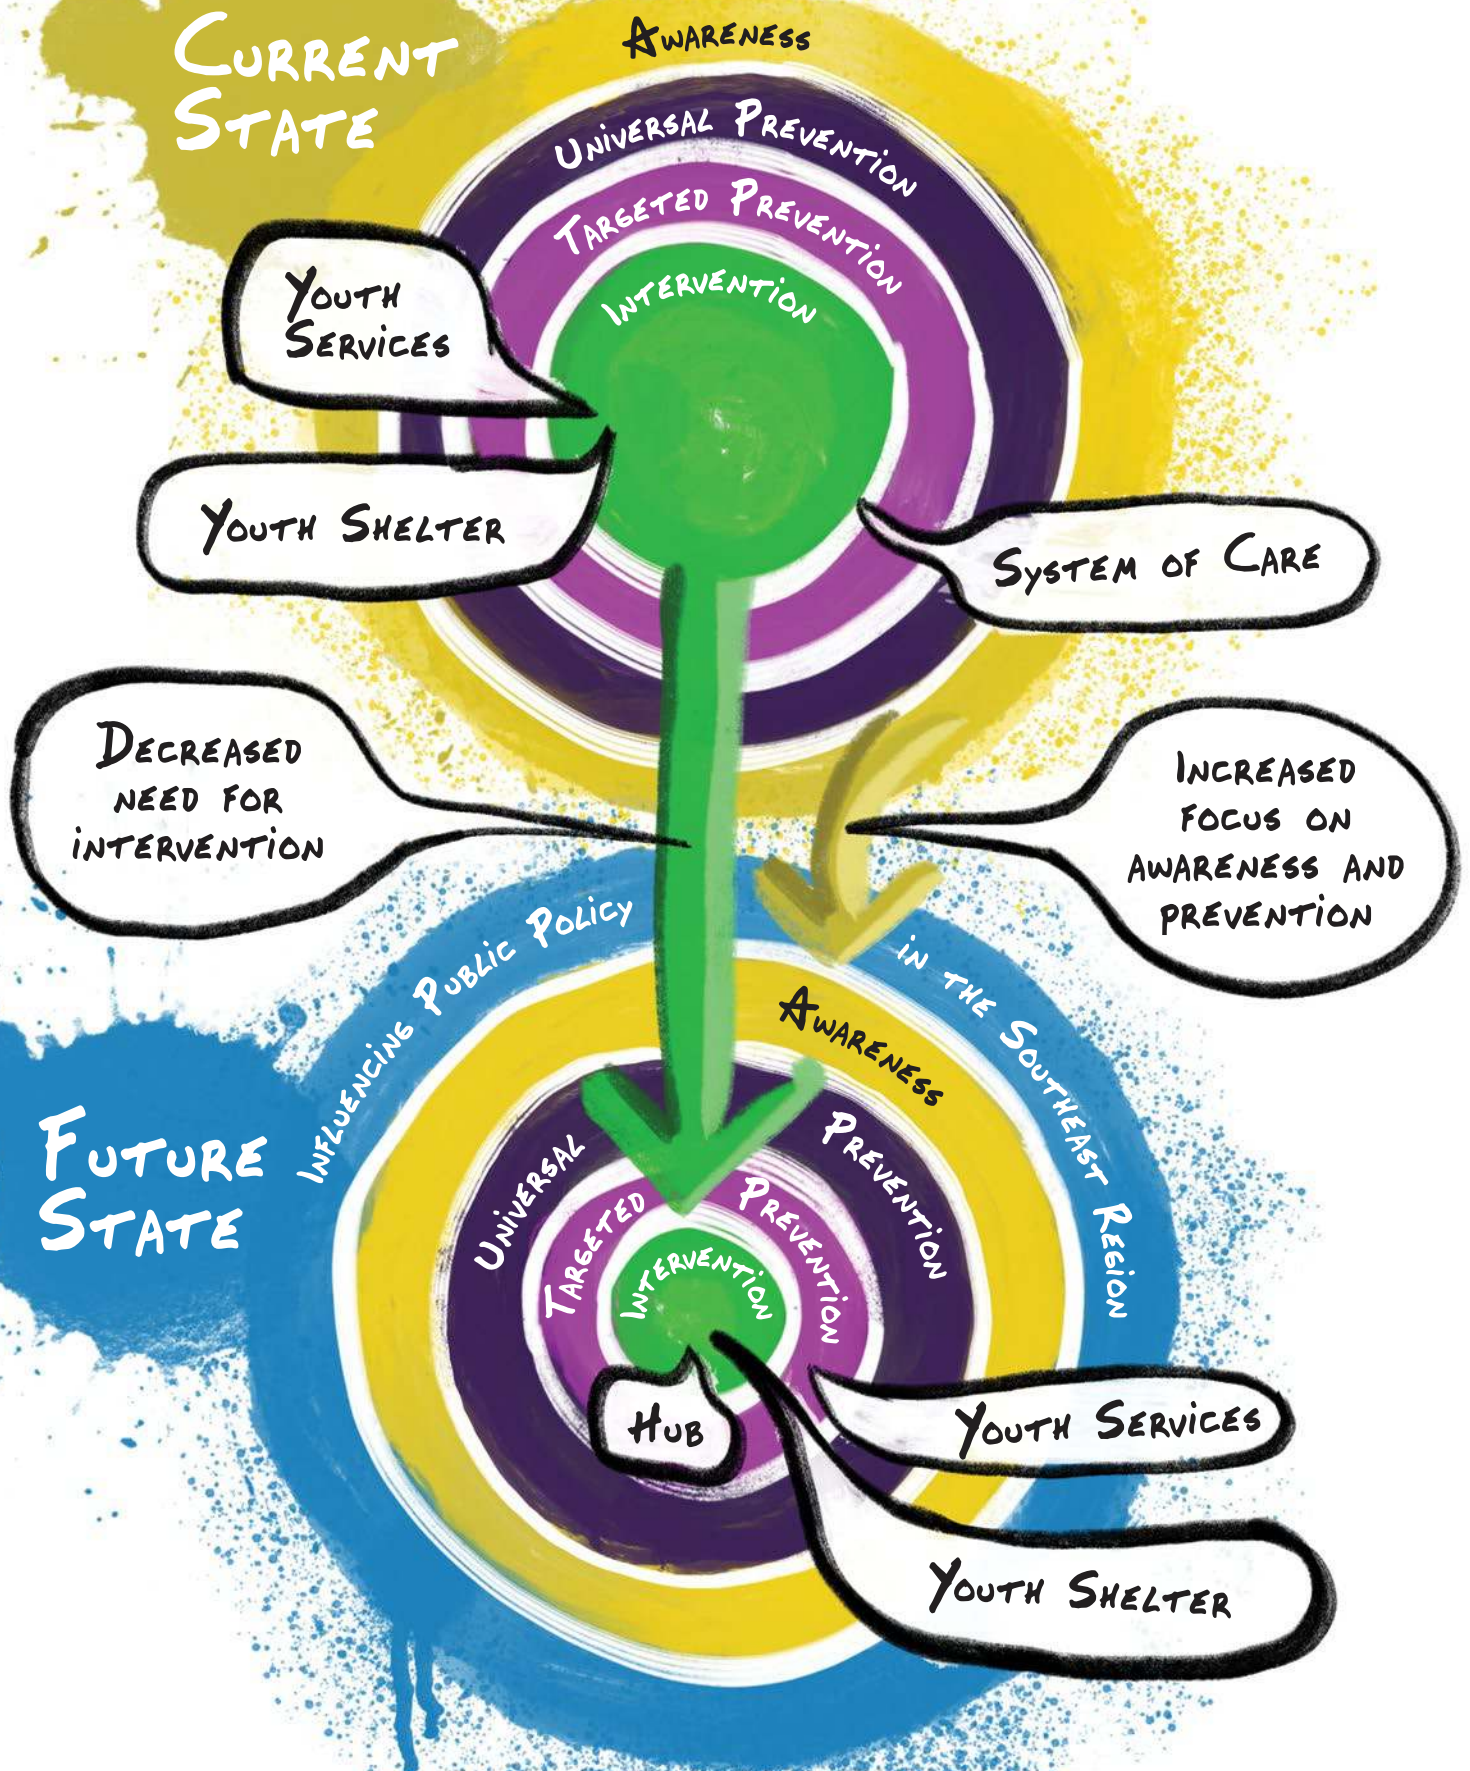 Current
State
Awareness
Universal Prevention
Targeted Prevention
Intervention
Youth
Services
Youth Shelter
System of Care
Decreased
need for
intervention
Increased
focus on
awareness and
prevention
Influencing Public Policy in the Southeast Region
Awareness
Future
State
Universal Prevention
Targeted Prevention
Intervention
Hub
Youth Services
Youth Shelter